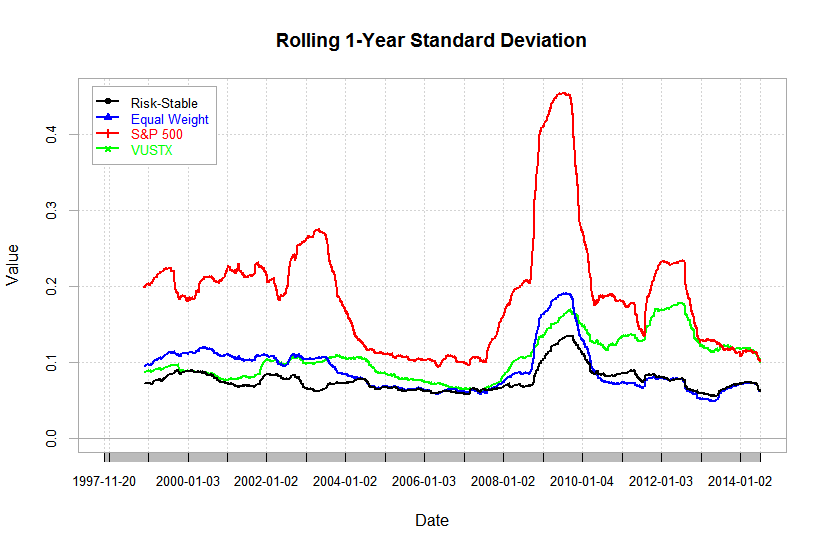 Rolling 1-Year Standard Deviation
Risk-Stable
Equal Weight
S&P 500
VUSTX
Value
0.4
0.3
0.2
0.1
0.0
1997-11-20 2000-01-03 2002-01-02 2004-01-02 2006-01-03 2008-01-02 2010-01-04 2012-01-03 2014-01-02
Date